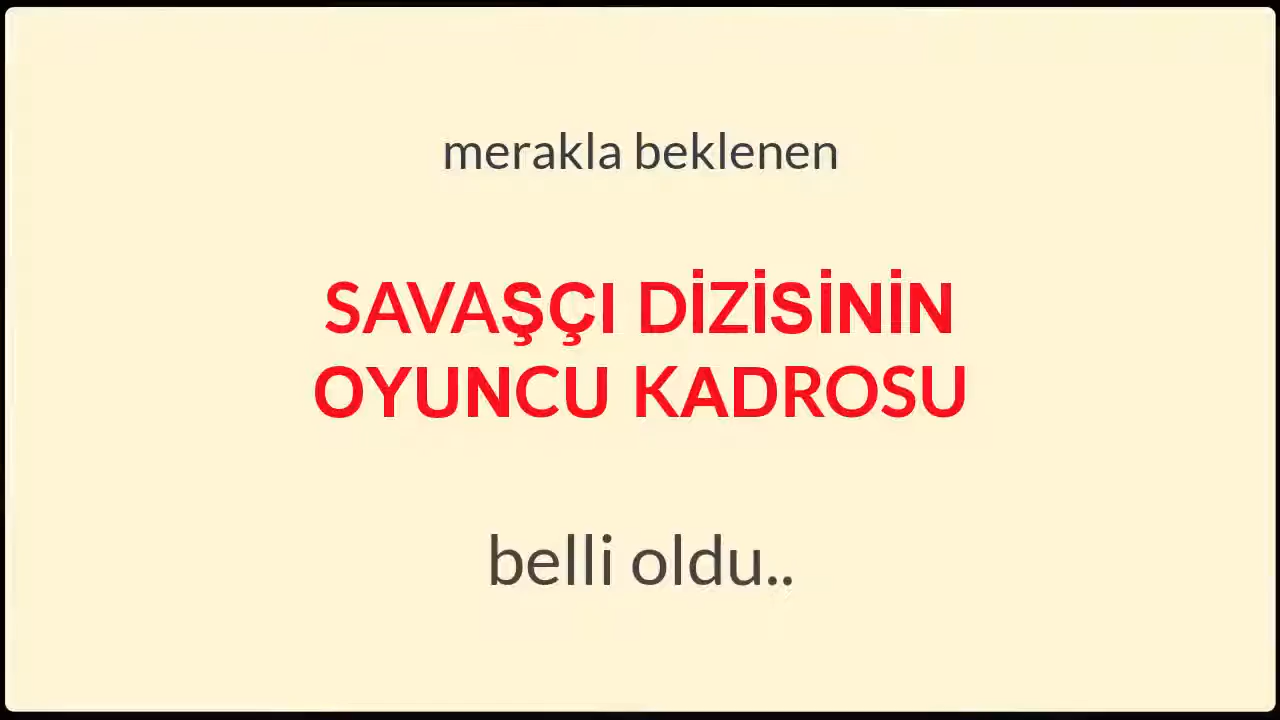 merakla beklenen
SAVAŞÇI DİZİSİNİN
OYUNCU KADROSU
belli oldu..